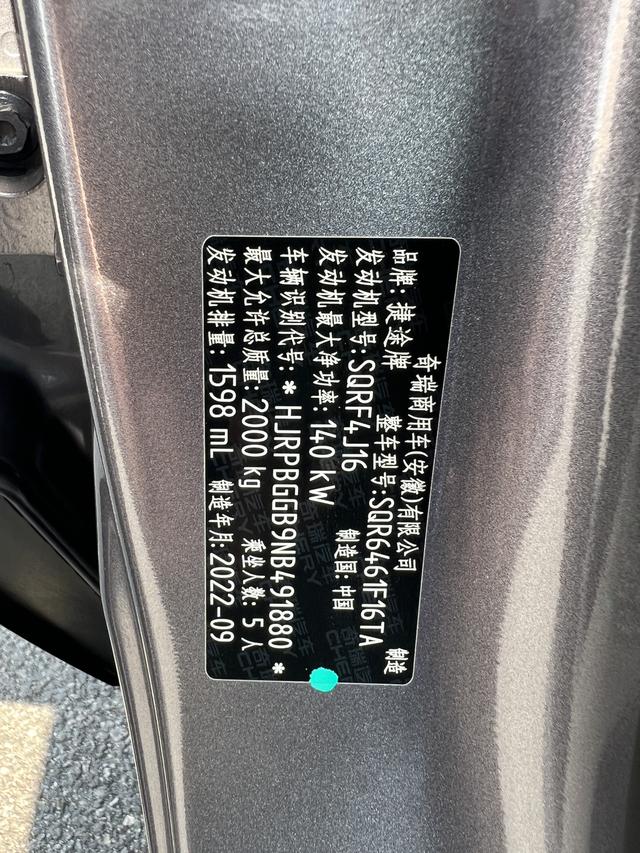 奇瑞商用车(安徽)有限公司 制造
品牌:捷途牌 整车型号:SQR6461F16TA
发动机型号:SQRF4J16 制造国:中国
发动机最大净功率:140 kW
车辆识别代号:* HJRPBGGB9NB491880 *
最大允许总质量:2000 kg 乘坐人数:5人
发动机排量:1598 mL 制造年月:2022-09